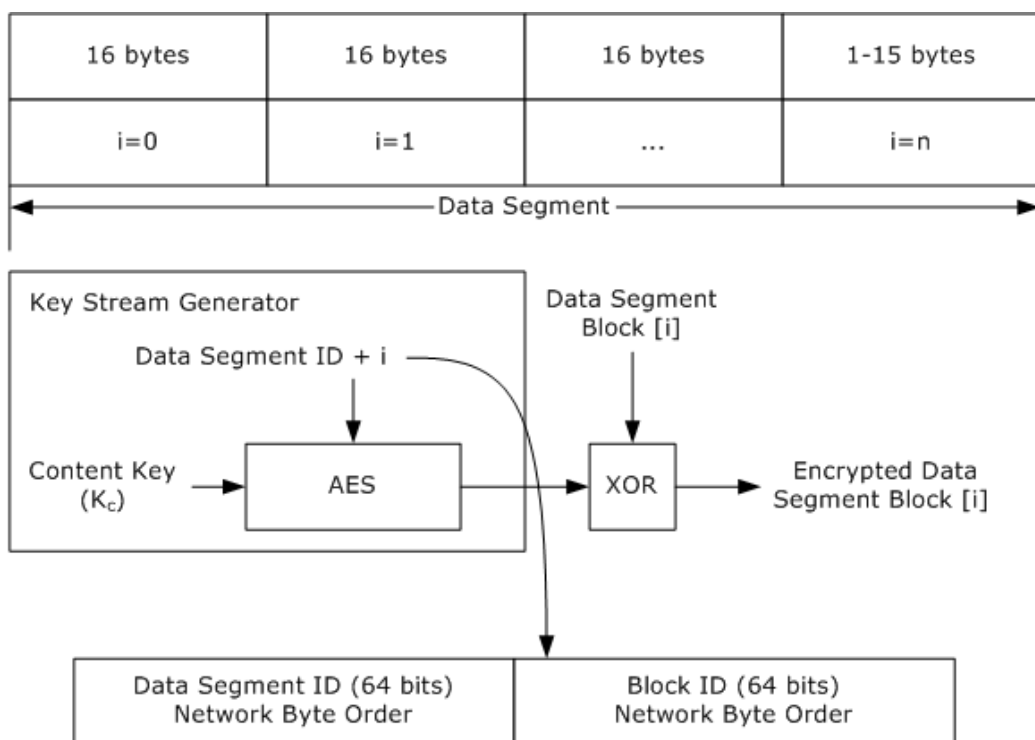 16 bytes
16 bytes
16 bytes
1-15 bytes
i=0
i=1
...
i=n
Data Segment
Key Stream Generator
Data Segment ID + i
Content Key
(Kc)
AES
Data Segment
Block [i]
XOR
Encrypted Data
Segment Block [i]
Data Segment ID (64 bits)
Network Byte Order
Block ID (64 bits)
Network Byte Order